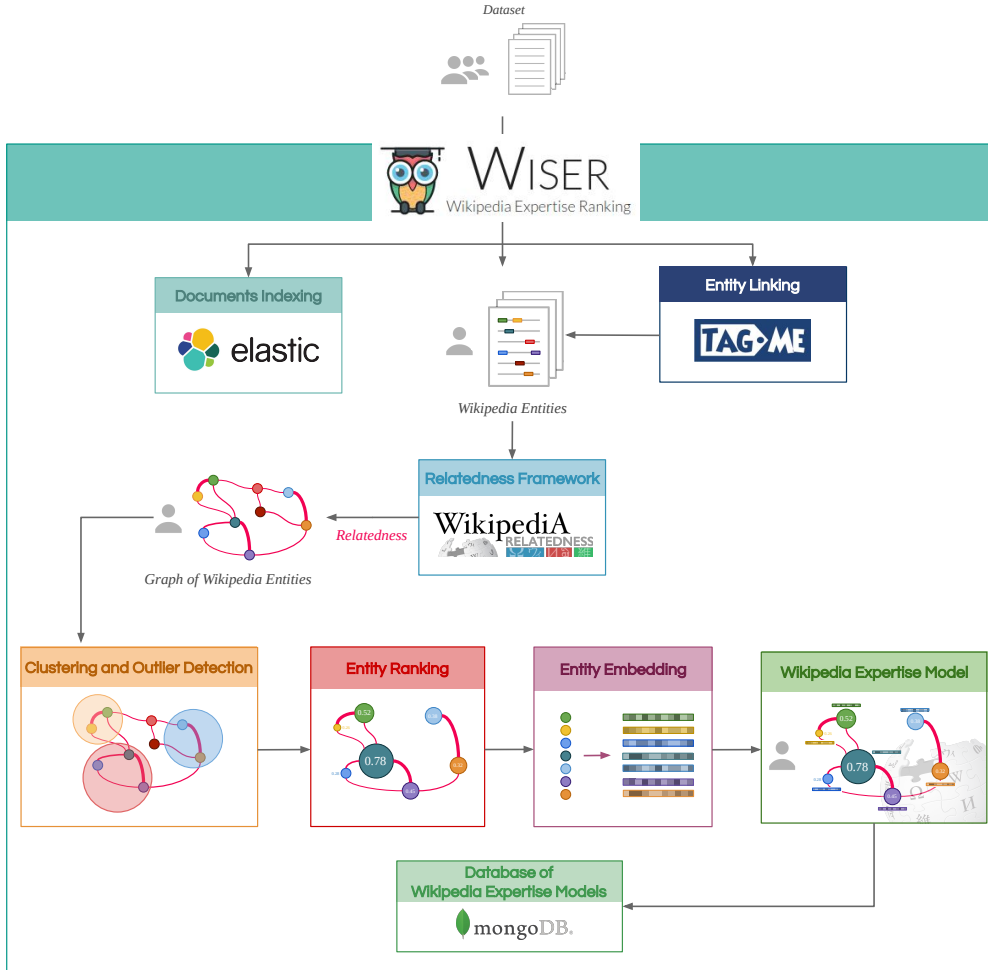 Dataset
WISER
Wikipedia Expertise Ranking
Documents Indexing
elastic
Entity Linking
TAG ME
Wikipedia Entities
Relatedness Framework
WikipediA
RELATEDNESS
Relatedness
Graph of Wikipedia Entities
Clustering and Outlier Detection
Entity Ranking
0.52
0.78
0.45
Entity Embedding
Wikipedia Expertise Model
0.52
0.78
Ω
W
И
Database of
Wikipedia Expertise Models
mongoDB.